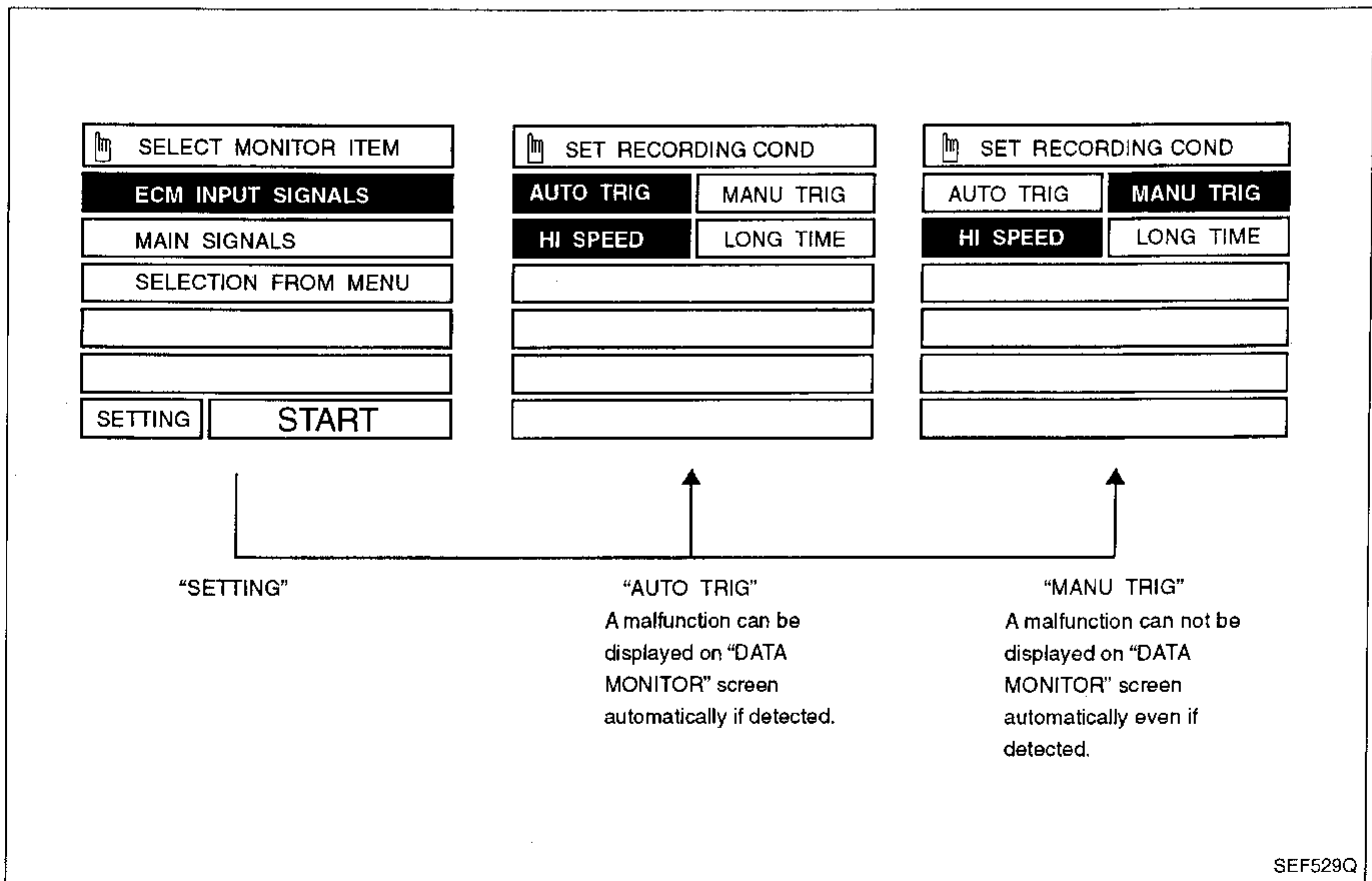 SELECT MONITOR ITEM
ECM INPUT SIGNALS
MAIN SIGNALS
SELECTION FROM MENU
SETTING
START
SET RECORDING COND
AUTO TRIG
MANU TRIG
HI SPEED
LONG TIME
SET RECORDING COND
AUTO TRIG
MANU TRIG
HI SPEED
LONG TIME
"SETTING"
"AUTO TRIG"
A malfunction can be
displayed on "DATA
MONITOR" screen
automatically if detected.
"MANU TRIG"
A malfunction can not be
displayed on "DATA
MONITOR" screen
automatically even if
detected.
SEF529Q